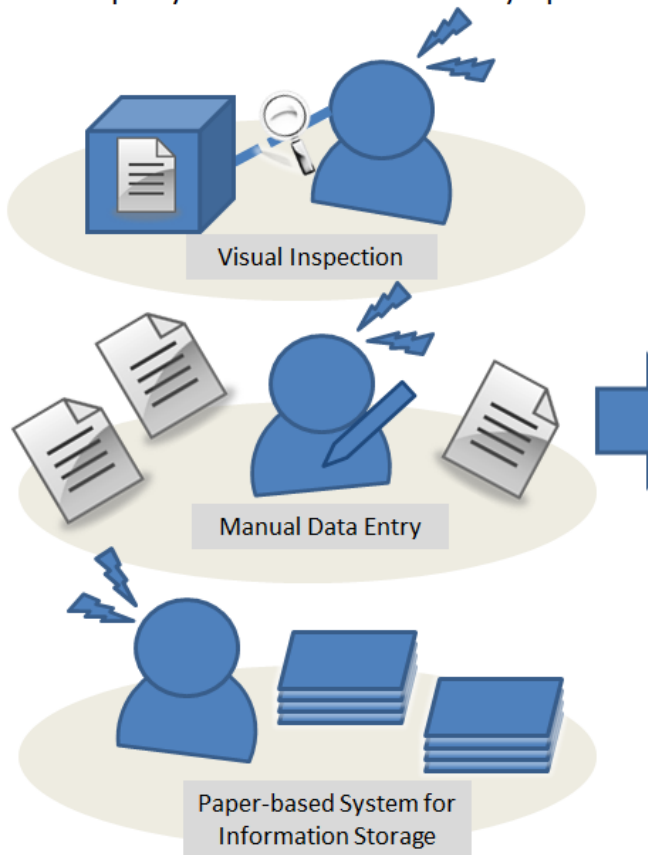 Visual Inspection
Manual Data Entry
Paper-based System for
Information Storage